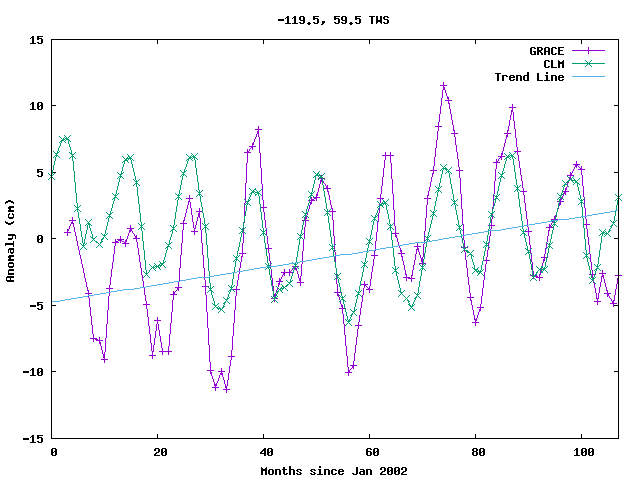 -119.5, 59.5 TWS
GRACE
CLM
Trend Line
15
10
5
0
-5
-10
-15
Anomaly (cm)
0 20 40 60 80 100
Months since Jan 2002